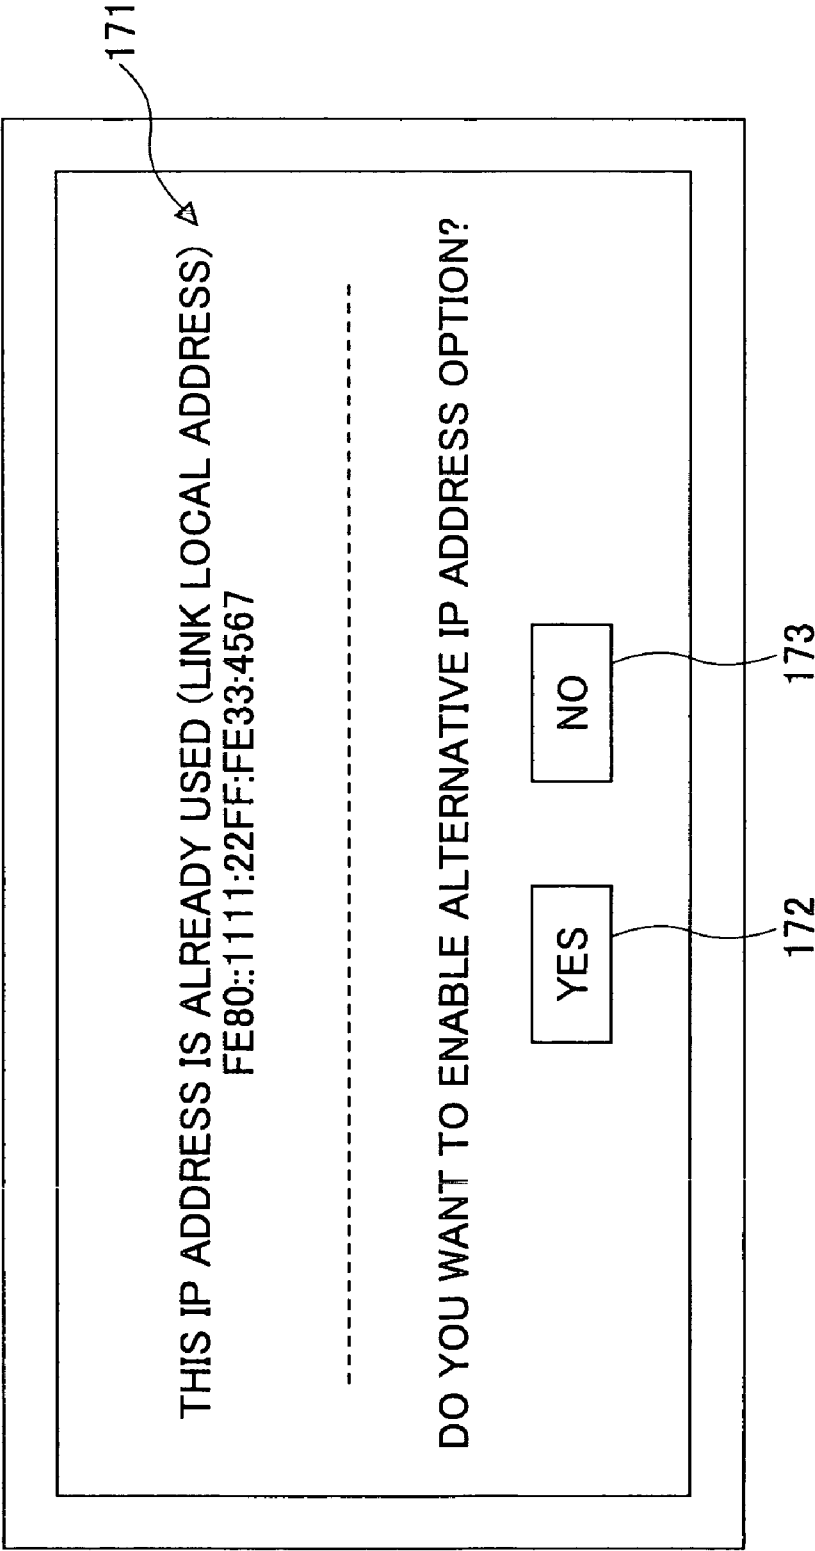 171
THIS IP ADDRESS IS ALREADY USED (LINK LOCAL ADDRESS)
FE80::1111:22FF:FE33:4567
DO YOU WANT TO ENABLE ALTERNATIVE IP ADDRESS OPTION?
YES
NO
172
173